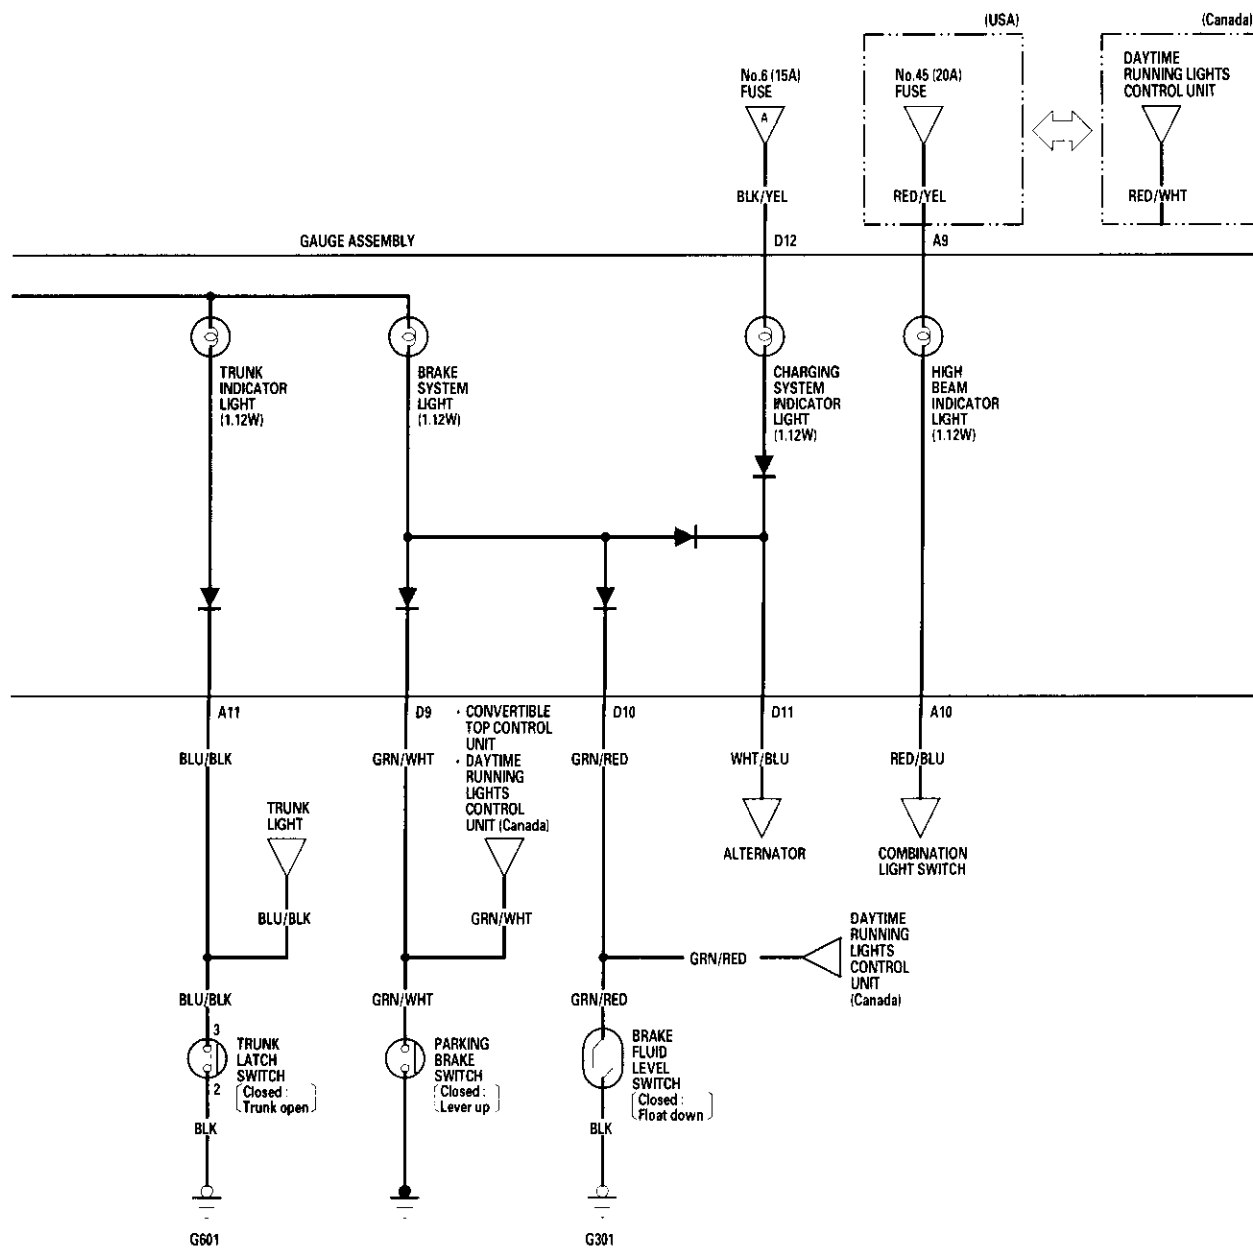 (USA)
(Canada)
No.6 (15A)
FUSE
A
BLK/YEL
No.45 (20A)
FUSE
RED/YEL
DAYTIME
RUNNING LIGHTS
CONTROL UNIT
RED/WHT
GAUGE ASSEMBLY
D12
A9
TRUNK
INDICATOR
LIGHT
(1.12W)
BRAKE
SYSTEM
LIGHT
(1.12W)
CHARGING
SYSTEM
INDICATOR
LIGHT
(1.12W)
HIGH
BEAM
INDICATOR
LIGHT
(1.12W)
A11
D9
D10
D11
A10
BLU/BLK
GRN/WHT
· CONVERTIBLE
TOP CONTROL
UNIT
· DAYTIME
RUNNING
LIGHTS
CONTROL
UNIT (Canada)
GRN/RED
WHT/BLU
RED/BLU
TRUNK
LIGHT
ALTERNATOR
COMBINATION
LIGHT SWITCH
BLU/BLK
GRN/WHT
GRN/RED
DAYTIME
RUNNING
LIGHTS
CONTROL
UNIT
(Canada)
BLU/BLK
GRN/WHT
GRN/RED
3
2
TRUNK
LATCH
SWITCH
Closed :
Trunk open
PARKING
BRAKE
SWITCH
Closed :
Lever up
BRAKE
FLUID
LEVEL
SWITCH
Closed :
Float down
BLK
BLK
G601
G301